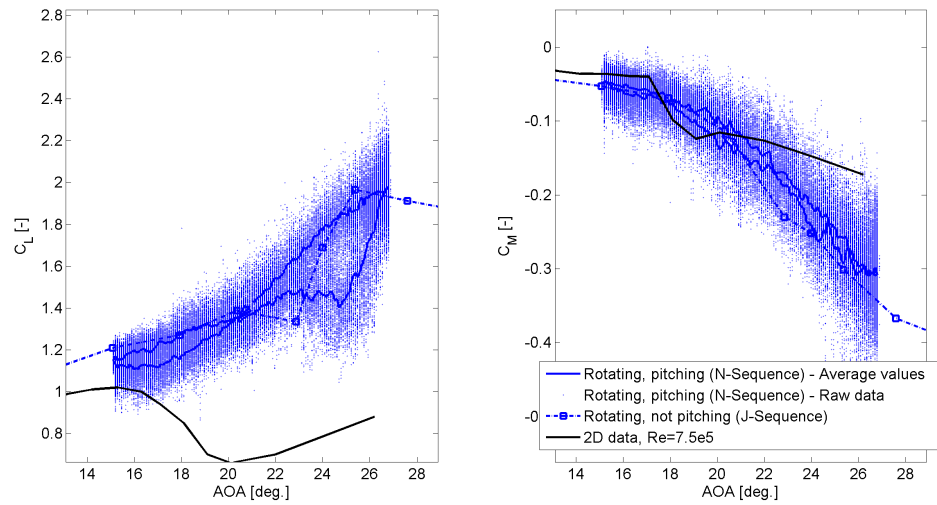 2.8
2.6
2.4
2.2
2
1.8
1.6
1.4
1.2
1
0.8
C_L [-]
14 16 18 20 22 24 26 28
AOA [deg.]
0
-0.1
-0.2
-0.3
-0.4
-0
C_M [-]
14 16 18 20 22 24 26 28
AOA [deg.]
Rotating, pitching (N-Sequence) - Average values
Rotating, pitching (N-Sequence) - Raw data
Rotating, not pitching (J-Sequence)
2D data, Re=7.5e5